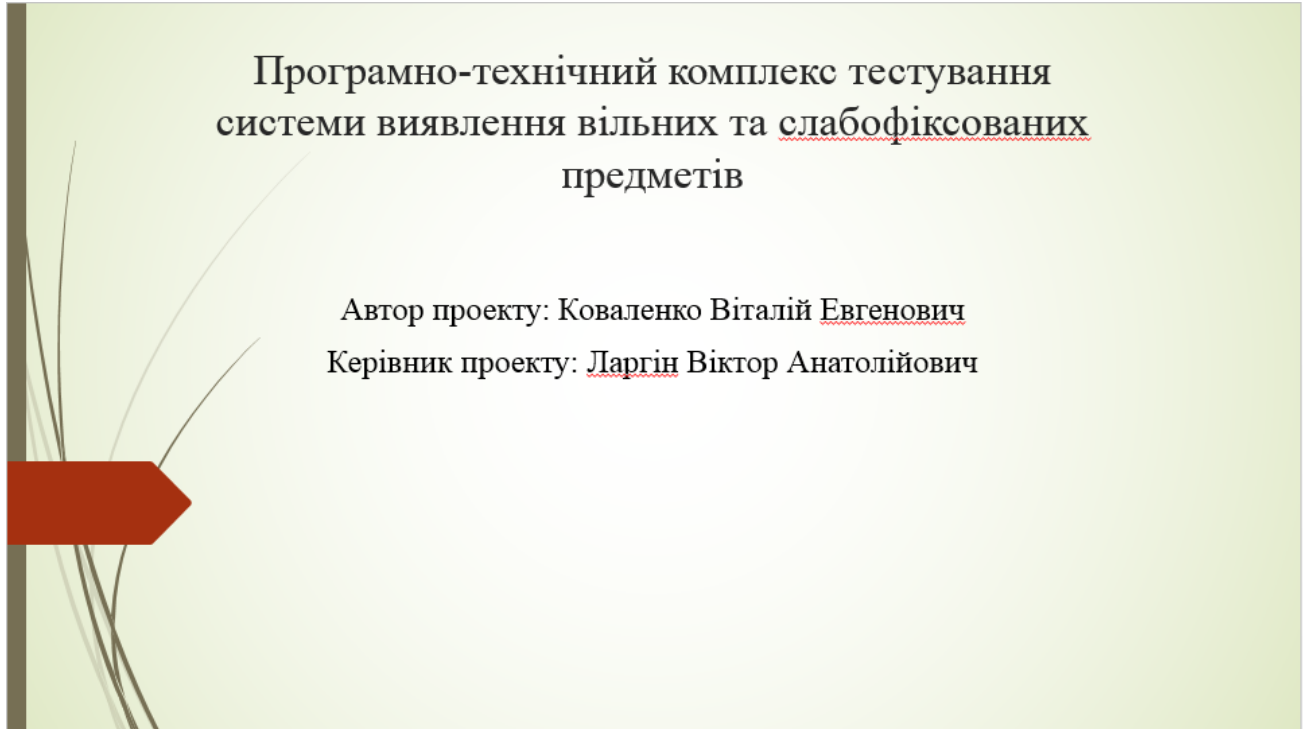 Програмно-технічний комплекс тестування
системи виявлення вільних та слабофіксованих
предметів
Автор проекту: Коваленко Віталій Евгенович
Керівник проекту: Ларгін Віктор Анатолійович